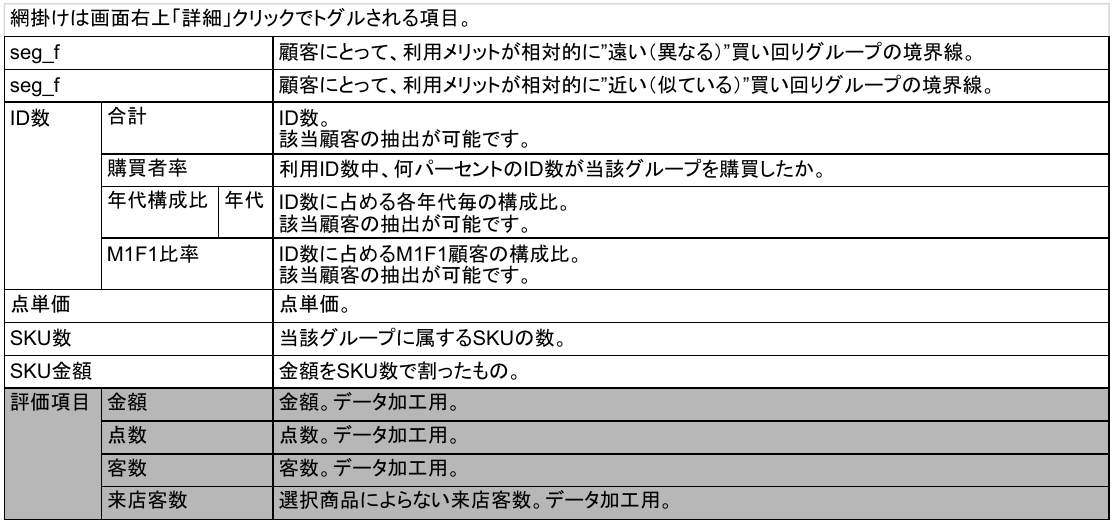 網掛けは画面右上「詳細」クリックでトグルされる項目。
seg_f 顧客にとって、利用メリットが相対的に"遠い(異なる)"買い回りグループの境界線。
seg_f 顧客にとって、利用メリットが相対的に"近い(似ている)"買い回りグループの境界線。
ID数 合計 ID数。
該当顧客の抽出が可能です。
購買者率 利用ID数中、何パーセントのID数が当該グループを購買したか。
年代構成比 年代 ID数に占める各年代毎の構成比。
該当顧客の抽出が可能です。
M1F1比率 ID数に占めるM1F1顧客の構成比。
該当顧客の抽出が可能です。
点単価 点単価。
SKU数 当該グループに属するSKUの数。
SKU金額 金額をSKU数で割ったもの。
評価項目 金額 金額。データ加工用。
点数 点数。データ加工用。
客数 客数。データ加工用。
来店客数 選択商品によらない来店客数。データ加工用。